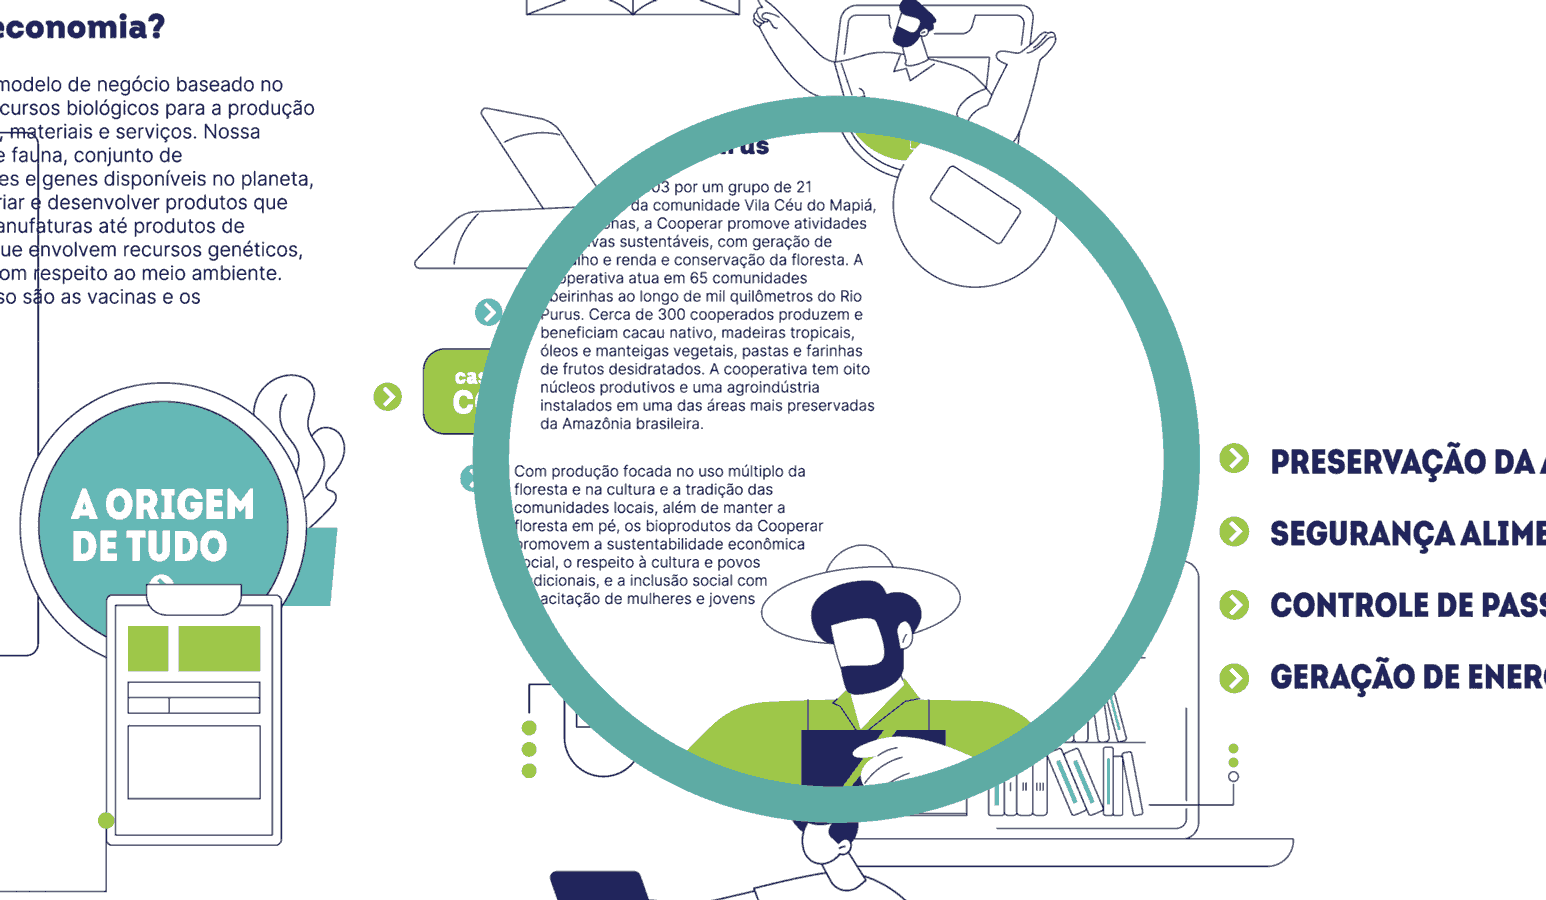 economia?
modelo de negócio baseado no
cursos biológicos para a produção
, materiais e serviços. Nossa
e fauna, conjunto de
es e genes disponíveis no planeta,
riar e desenvolver produtos que
anufaturas até produtos de
que envolvem recursos genéticos,
om respeito ao meio ambiente.
so são as vacinas e os
A ORIGEM
DE TUDO
rus
03 por um grupo de 21
da comunidade Vila Céu do Mapiá,
nas, a Cooperar promove atividades
vas sustentáveis, com geração de
lho e renda e conservação da floresta. A
operativa atua em 65 comunidades
beirinhas ao longo de mil quilômetros do Rio
Purus. Cerca de 300 cooperados produzem e
beneficiam cacau nativo, madeiras tropicais,
óleos e manteigas vegetais, pastas e farinhas
de frutos desidratados. A cooperativa tem oito
núcleos produtivos e uma agroindústria
instalados em uma das áreas mais preservadas
da Amazônia brasileira.
Com produção focada no uso múltiplo da
floresta e na cultura e a tradição das
comunidades locais, além de manter a
floresta em pé, os bioprodutos da Cooperar
promovem a sustentabilidade econômica
social, o respeito à cultura e povos
dicionais, e a inclusão social com
acitação de mulheres e jovens
PRESERVAÇÃO DA
SEGURANÇA ALIME
CONTROLE DE PASS
GERAÇÃO DE ENER